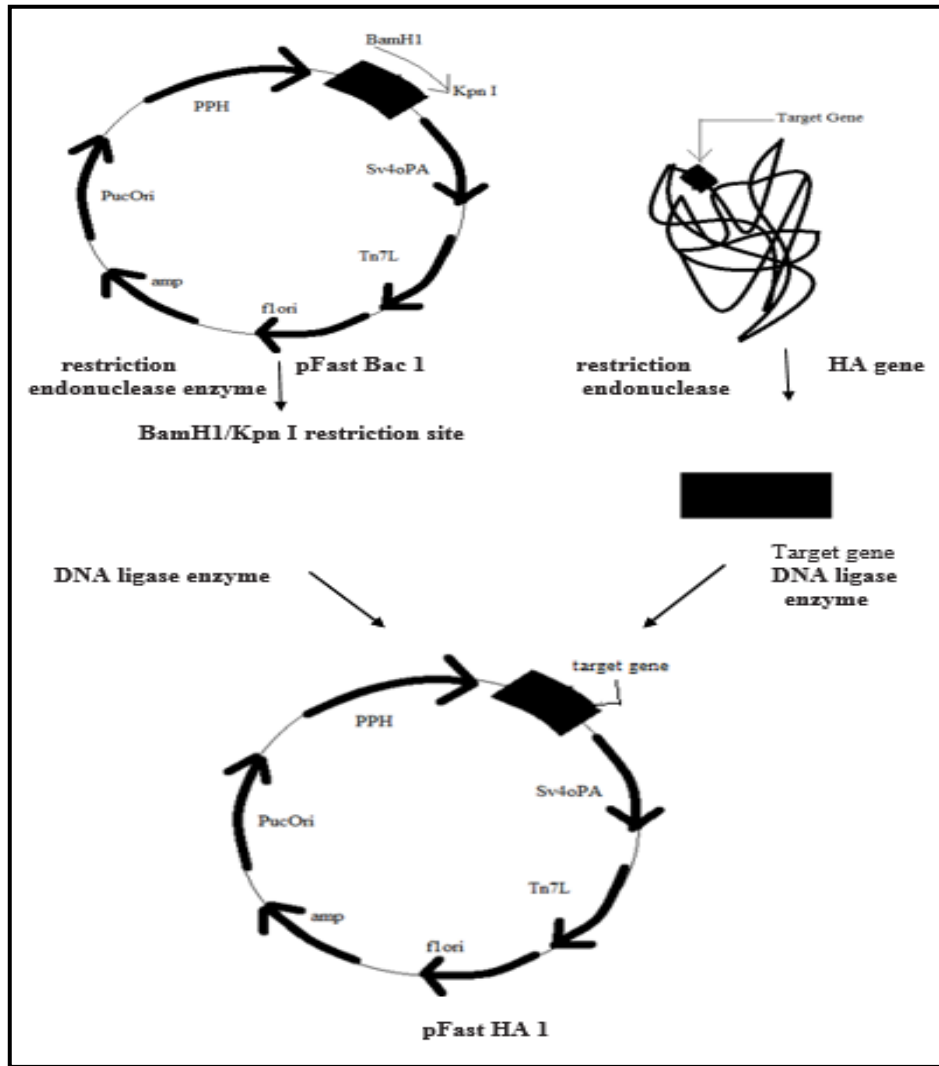 BamH1
Kpn I
PPH
Target Gene
Sv4oPA
PucOri
Tn7L
amp
f1ori
restriction
endonuclease enzyme
pFast Bac 1
restriction
endonuclease
HA gene
BamH1/Kpn I restriction site
Target gene
DNA ligase enzyme
DNA ligase
enzyme
target gene
PPH
Sv4oPA
PucOri
Tn7L
amp
f1ori
pFast HA 1